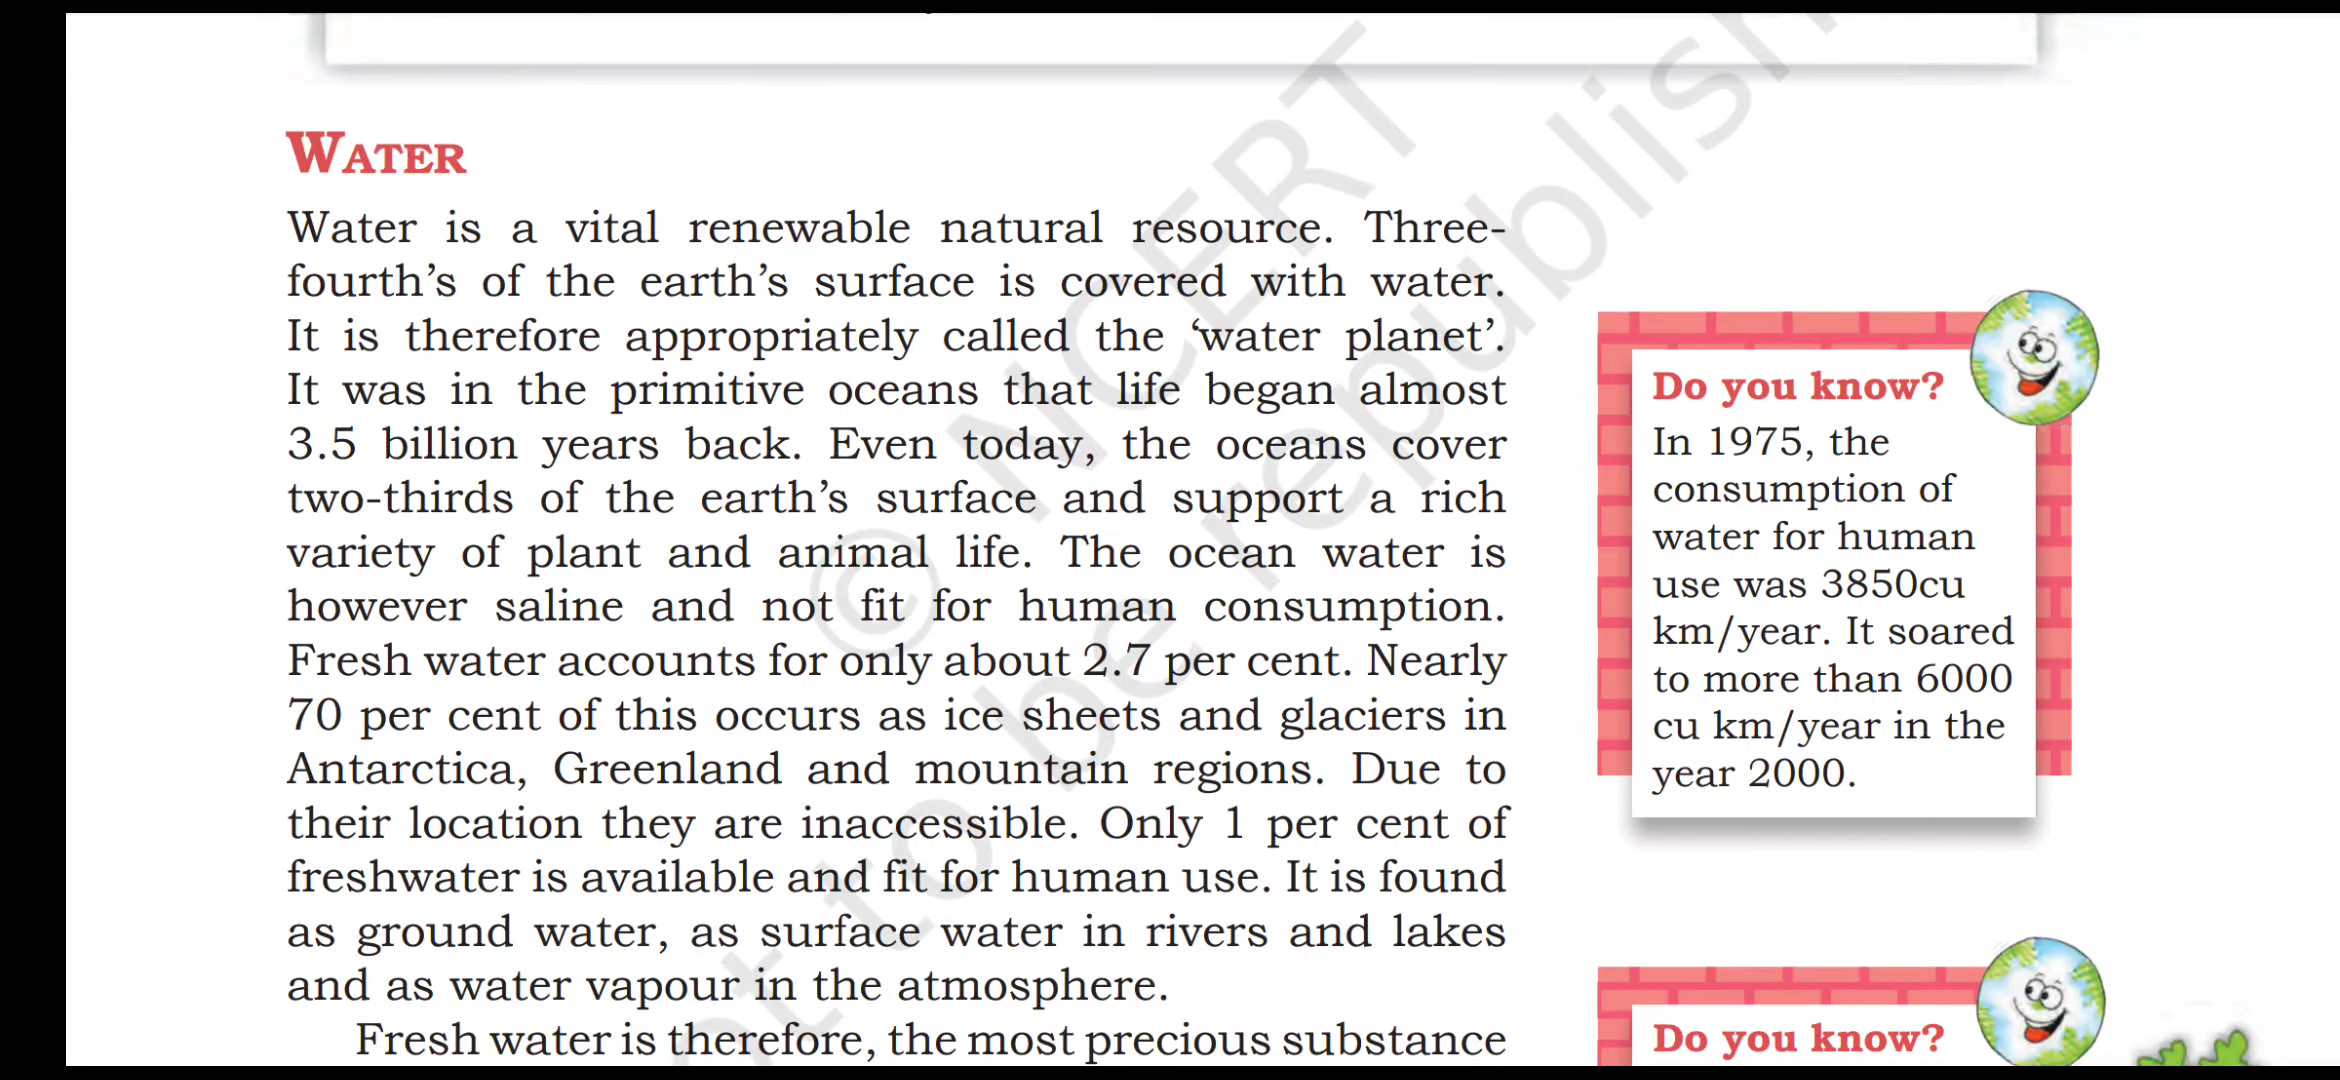 WATER
Water is a vital renewable natural resource. Three-
fourth’s of the earth’s surface is covered with water.
It is therefore appropriately called the ‘water planet’.
It was in the primitive oceans that life began almost
3.5 billion years back. Even today, the oceans cover
two-thirds of the earth’s surface and support a rich
variety of plant and animal life. The ocean water is
however saline and not fit for human consumption.
Fresh water accounts for only about 2.7 per cent. Nearly
70 per cent of this occurs as ice sheets and glaciers in
Antarctica, Greenland and mountain regions. Due to
their location they are inaccessible. Only 1 per cent of
freshwater is available and fit for human use. It is found
as ground water, as surface water in rivers and lakes
and as water vapour in the atmosphere.
Fresh water is therefore, the most precious substance
Do you know?
In 1975, the
consumption of
water for human
use was 3850cu
km/year. It soared
to more than 6000
cu km/year in the
year 2000.
Do you know?
© NCERT
to be republish